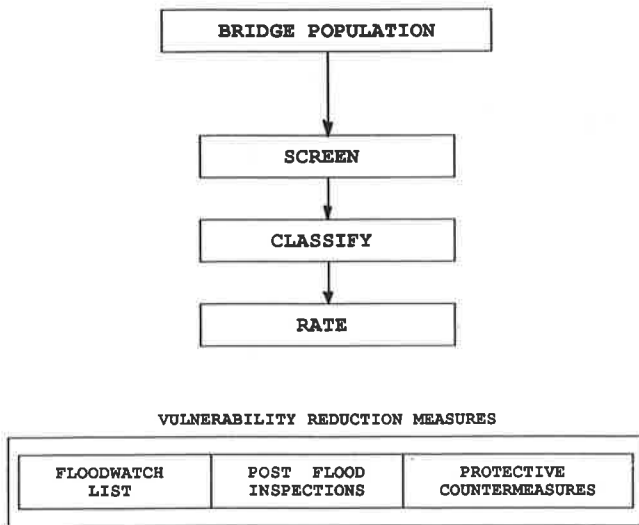 BRIDGE POPULATION
SCREEN
CLASSIFY
RATE
VULNERABILITY REDUCTION MEASURES
FLOODWATCH
LIST
POST FLOOD
INSPECTIONS
PROTECTIVE
COUNTERMEASURES